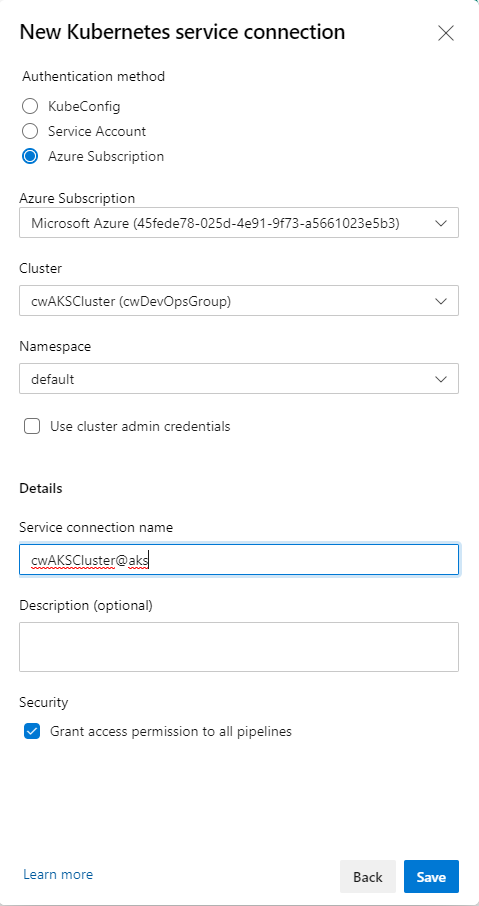 New Kubernetes service connection
Authentication method
KubeConfig
Service Account
Azure Subscription
Azure Subscription
Microsoft Azure (45fede78-025d-4e91-9f73-a5661023e5b3)
Cluster
cwAKSCluster (cwDevOpsGroup)
Namespace
default
Use cluster admin credentials
Details
Service connection name
cwAKSCluster@aks
Description (optional)
Security
Grant access permission to all pipelines
Learn more
Back
Save